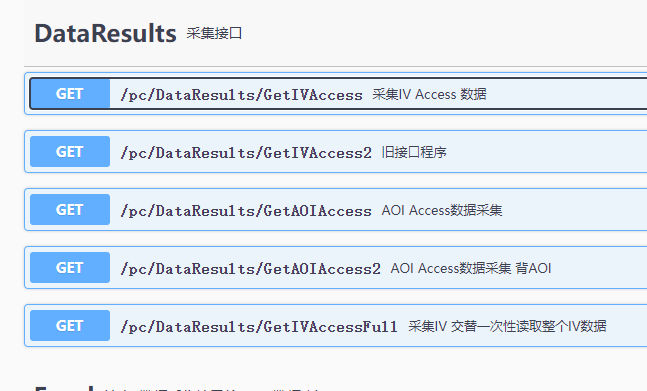 DataResults 采集接口
GET /pc/DataResults/GetIVAccess 采集IV Access 数据
GET /pc/DataResults/GetIVAccess2 旧接口程序
GET /pc/DataResults/GetAOIAccess AOI Access数据采集
GET /pc/DataResults/GetAOIAccess2 AOI Access数据采集 背AOI
GET /pc/DataResults/GetIVAccessFull 采集IV 交替一次性读取整个IV数据